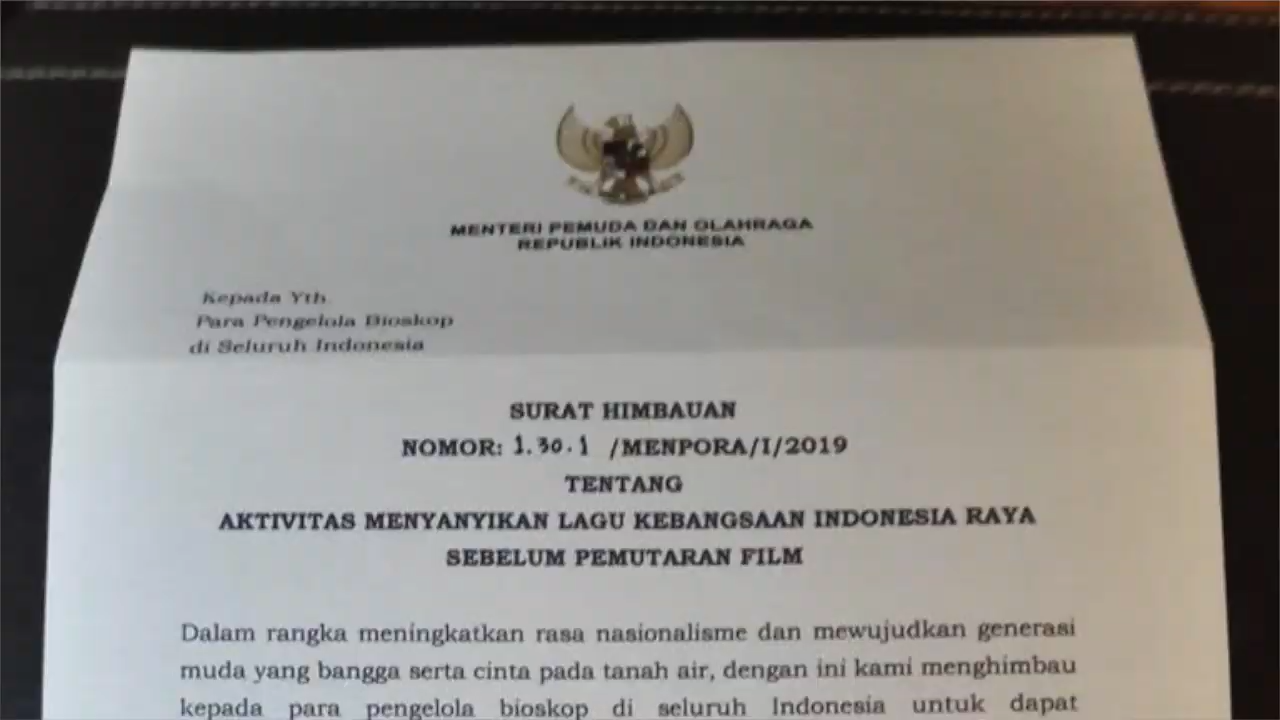 MENTERI PEMUDA DAN OLAHRAGA
REPUBLIK INDONESIA
Kepada Yth
Para Pengelola Bioskop
di Seluruh Indonesia
SURAT HIMBAUAN
NOMOR: 1.30.1 /MENPORA/I/2019
TENTANG
AKTIVITAS MENYANYIKAN LAGU KEBANGSAAN INDONESIA RAYA
SEBELUM PEMUTARAN FILM
Dalam rangka meningkatkan rasa nasionalisme dan mewujudkan generasi
muda yang bangga serta cinta pada tanah air, dengan ini kami menghimbau
kepada para pengelola bioskop di seluruh Indonesia untuk dapat